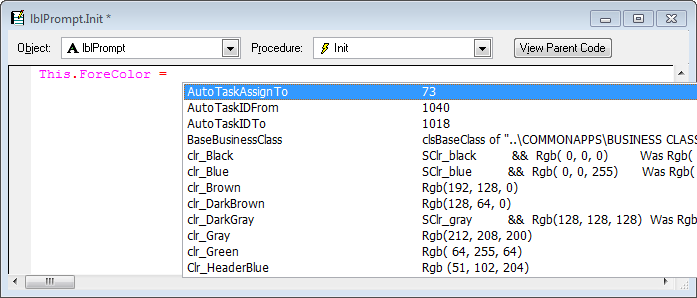 lblPrompt.Init *
Object: lblPrompt Procedure: Init View Parent Code
This.ForeColor =
AutoTaskAssignTo 73
AutoTaskIDFrom 1040
AutoTaskIDTo 1018
BaseBusinessClass clsBaseClass of "..\COMMONAPPS\BUSINESS CLASS
clr_Black SClr_black && Rgb( 0, 0, 0) Was Rgb(
clr_Blue SClr_blue && Rgb( 0, 0, 255) Was Rgb(
clr_Brown Rgb(192, 128, 0)
clr_DarkBrown Rgb(128, 64, 0)
clr_DarkGray SClr_gray && Rgb(128, 128, 128) Was Rgb(
clr_Gray Rgb(212, 208, 200)
clr_Green Rgb( 64, 255, 64)
Clr_HeaderBlue Rgb (51, 102, 204)